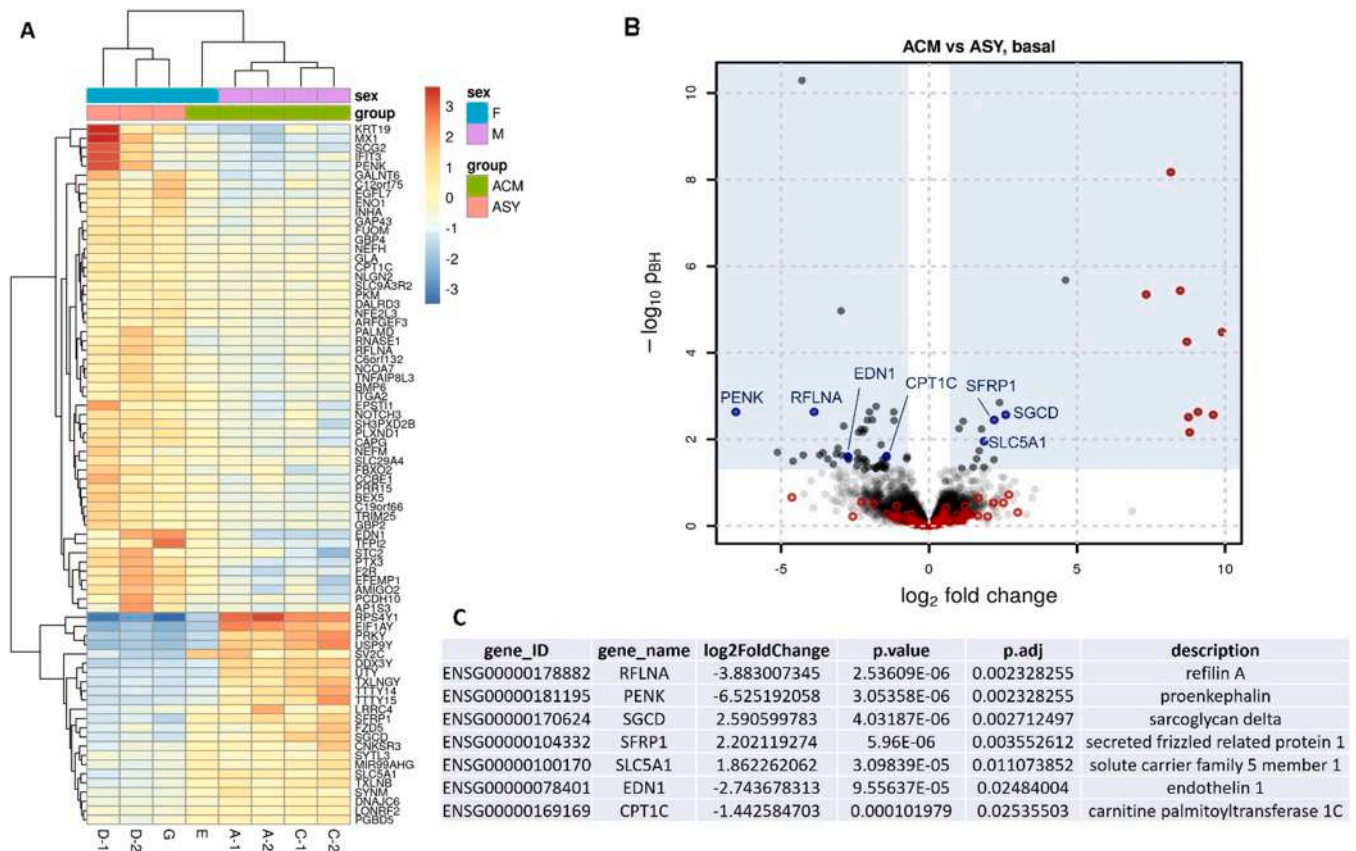 A
3
2
1
0
-1
-2
-3
sex
F
M
group
ACM
ASY
sex
group
KRT19
MX1
SCG2
IFIT3
PENK
GALNT6
C12orf75
EGFL7
ENO1
INHA
GAP43
FUOM
GBP4
NEFH
GLA
CPT1C
NLGN2
SLC9A3R2
PKM
DALRD3
NFE2L3
ARFGEF3
PALMD
RNASE1
RFLNA
C6orf132
NCOA7
TNFAIP8L3
BMP6
ITGA2
EPSTI1
NOTCH3
SH3PXD2B
PLXND1
CAPG
NEFM
SLC29A4
FBXO2
CCBE1
PRR15
BEX5
C19orf66
TRIM25
GBP2
EDN1
TFPI2
STC2
PTX3
F2R
EFEMP1
AMIGO2
PCDH10
AP1S3
RPS4Y1
EIF1AY
PRKY
USP9Y
SV2C
DDX3Y
UTY
TXLNGY
TTTY14
TTTY15
LRRC4
SFRP1
FZD5
SGCD
CNKSR3
SYTL3
MIR99AHG
SLC5A1
TXLNB
SYNM
DNAJC6
LONRF2
PGBD5
D-1 D-2 G E A-1 A-2 C-1 C-2
B
ACM vs ASY, basal
− log10 pBH
10
8
6
4
2
0
EDN1
CPT1C
SFRP1
PENK
RFLNA
SGCD
SLC5A1
-5 0 5 10
log2 fold change
C
gene_ID gene_name log2FoldChange p.value p.adj description
ENSG00000178882 RFLNA -3.883007345 2.53609E-06 0.002328255 refilin A
ENSG00000181195 PENK -6.525192058 3.05358E-06 0.002328255 proenkephalin
ENSG00000170624 SGCD 2.590599783 4.03187E-06 0.002712497 sarcoglycan delta
ENSG00000104332 SFRP1 2.202119274 5.96E-06 0.003552612 secreted frizzled related protein 1
ENSG00000100170 SLC5A1 1.862262062 3.09839E-05 0.011073852 solute carrier family 5 member 1
ENSG00000078401 EDN1 -2.743678313 9.55637E-05 0.02484004 endothelin 1
ENSG00000169169 CPT1C -1.442584703 0.000101979 0.02535503 carnitine palmitoyltransferase 1C